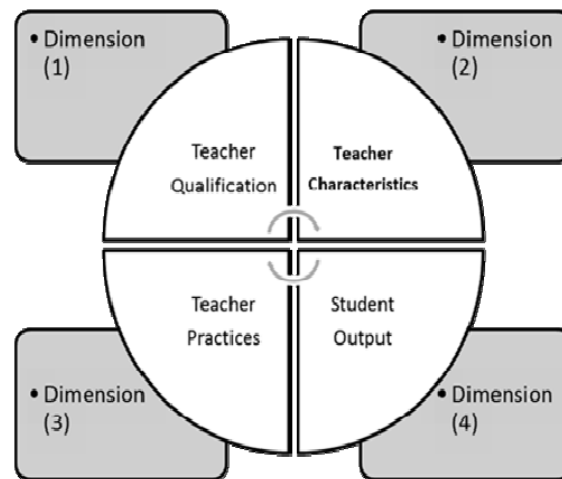 • Dimension
(1)
• Dimension
(2)
Teacher
Qualification
Teacher
Characteristics
Teacher
Practices
Student
Output
• Dimension
(3)
• Dimension
(4)